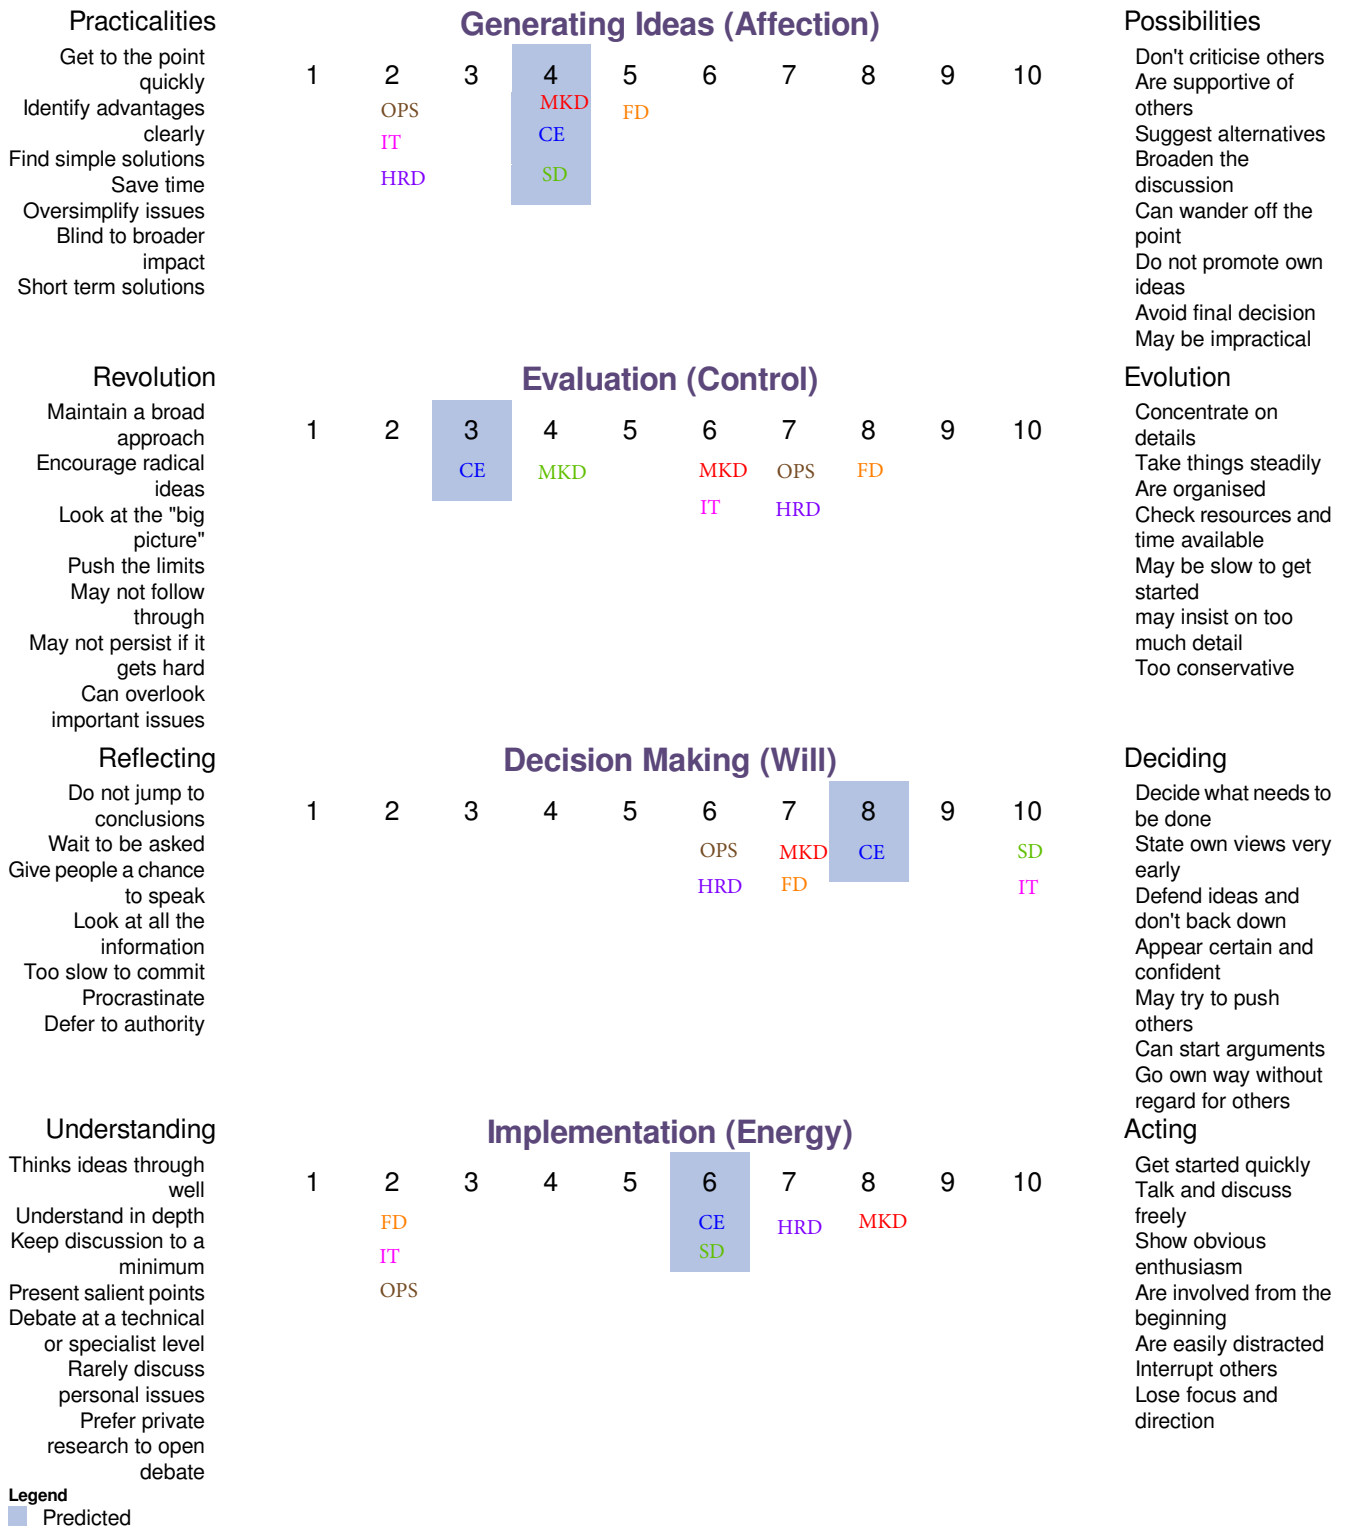 Practicalities
Get to the point
quickly
Identify advantages
clearly
Find simple solutions
Save time
Oversimplify issues
Blind to broader
impact
Short term solutions
Generating Ideas (Affection)
1 2 3 4 5 6 7 8 9 10
OPS MKD FD
IT CE
HRD SD
Possibilities
Don't criticise others
Are supportive of
others
Suggest alternatives
Broaden the
discussion
Can wander off the
point
Do not promote own
ideas
Avoid final decision
May be impractical
Revolution
Maintain a broad
approach
Encourage radical
ideas
Look at the "big
picture"
Push the limits
May not follow
through
May not persist if it
gets hard
Can overlook
important issues
Evaluation (Control)
1 2 3 4 5 6 7 8 9 10
CE MKD MKD OPS FD
IT HRD
Evolution
Concentrate on
details
Take things steadily
Are organised
Check resources and
time available
May be slow to get
started
may insist on too
much detail
Too conservative
Reflecting
Do not jump to
conclusions
Wait to be asked
Give people a chance
to speak
Look at all the
information
Too slow to commit
Procrastinate
Defer to authority
Decision Making (Will)
1 2 3 4 5 6 7 8 9 10
OPS MKD CE SD
HRD FD IT
Deciding
Decide what needs to
be done
State own views very
early
Defend ideas and
don't back down
Appear certain and
confident
May try to push
others
Can start arguments
Go own way without
regard for others
Understanding
Thinks ideas through
well
Understand in depth
Keep discussion to a
minimum
Present salient points
Debate at a technical
or specialist level
Rarely discuss
personal issues
Prefer private
research to open
debate
Implementation (Energy)
1 2 3 4 5 6 7 8 9 10
FD CE HRD MKD
IT SD
OPS
Acting
Get started quickly
Talk and discuss
freely
Show obvious
enthusiasm
Are involved from the
beginning
Are easily distracted
Interrupt others
Lose focus and
direction
Legend
Predicted